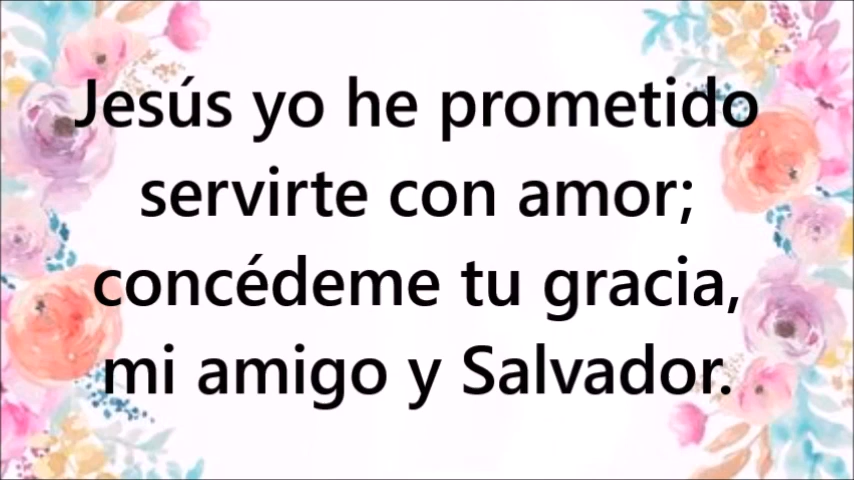 Jesús yo he prometido
servirte con amor;
concédeme tu gracia,
mi amigo y Salvador.